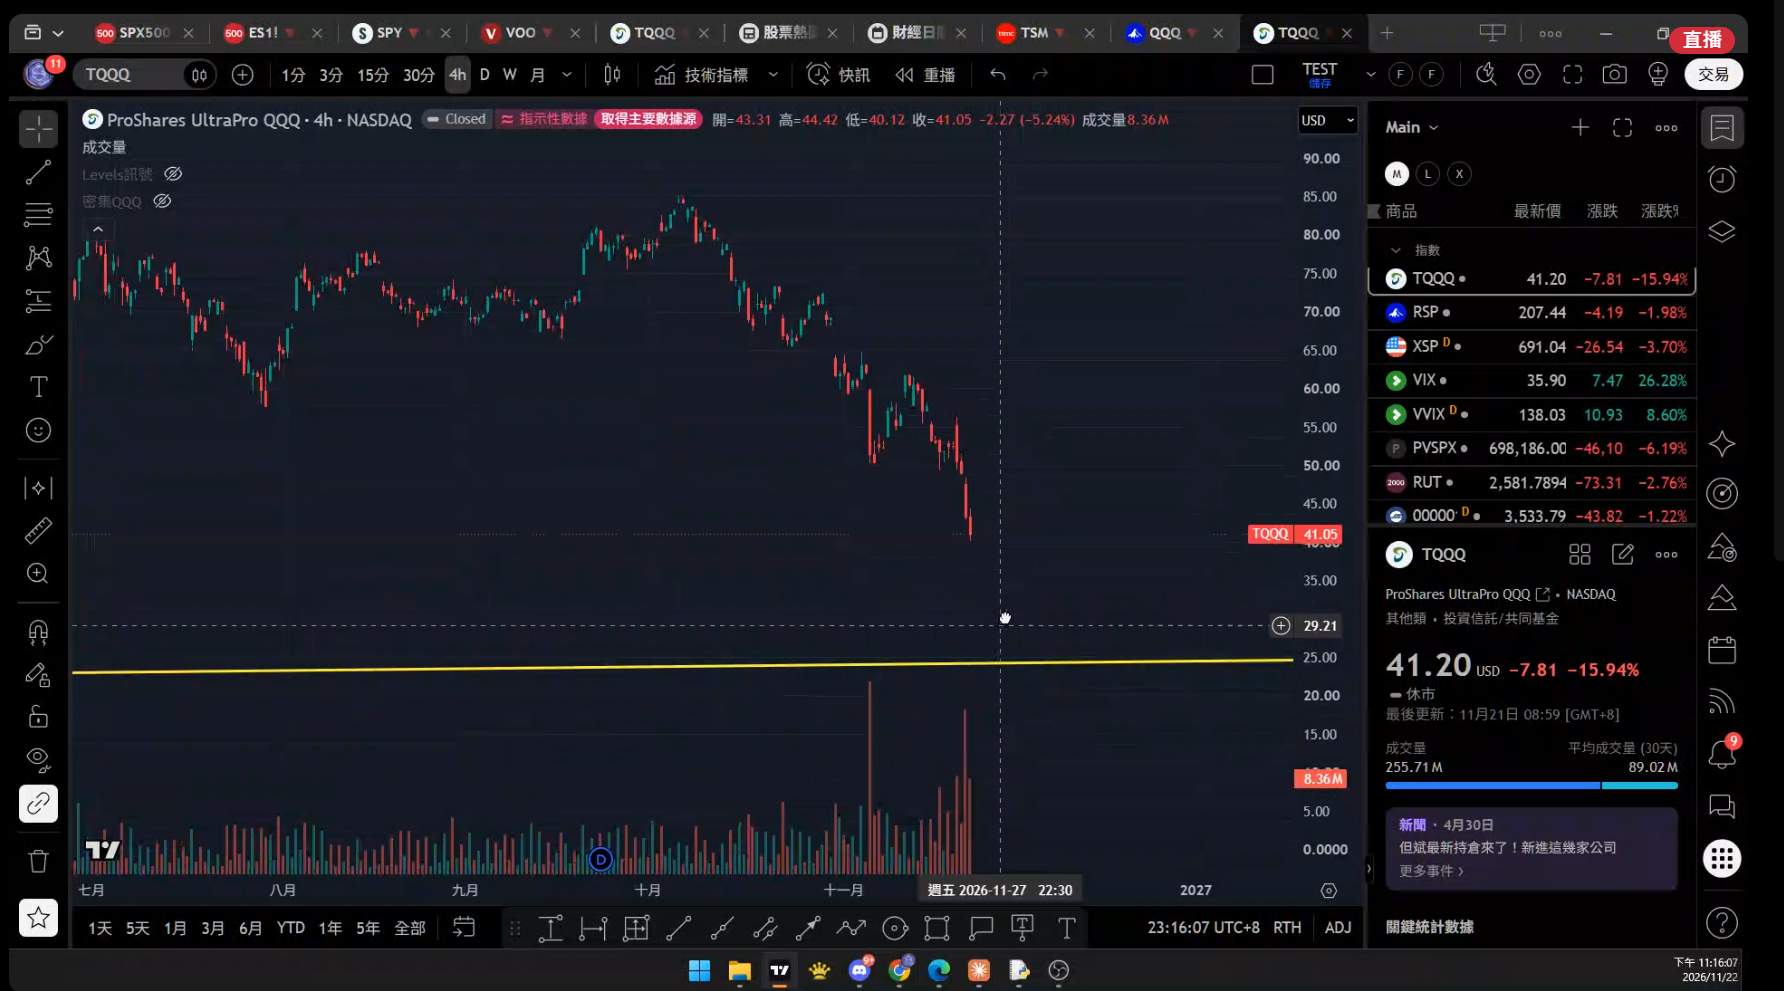 SPX500 ES1! SPY VOO TQQQ 股票熱 財經日 TSM QQQ TQQQ
直播
11
TQQQ 1分 3分 15分 30分 4h D W 月 技術指標 快訊 重播 TEST 儲存 F F 交易
ProShares UltraPro QQQ · 4h · NASDAQ Closed 指示性數據 取得主要數據源 開=43.31 高=44.42 低=40.12 收=41.05 -2.27 (-5.24%) 成交量8.36M
成交量
Levels訊號
密集QQQ
USD
90.00
85.00
80.00
75.00
70.00
65.00
60.00
55.00
50.00
45.00
TQQQ 41.05
40.00
35.00
29.21
25.00
20.00
15.00
8.36M
5.00
0.0000
D
七月 八月 九月 十月 十一月 週五 2026-11-27 22:30 2027
1天 5天 1月 3月 6月 YTD 1年 5年 全部 23:16:07 UTC+8 RTH ADJ
Main
M L X
商品 最新價 漲跌 漲跌%
指數
TQQQ 41.20 -7.81 -15.94%
RSP 207.44 -4.19 -1.98%
XSP D 691.04 -26.54 -3.70%
VIX 35.90 7.47 26.28%
VVIX D 138.03 10.93 8.60%
P PVSPX 698,186.00 -46,10 -6.19%
2000 RUT 2,581.7894 -73.31 -2.76%
00000 D 3,533.79 -43.82 -1.22%
TQQQ
ProShares UltraPro QQQ · NASDAQ
其他類 · 投資信託/共同基金
41.20 USD -7.81 -15.94%
休市
最後更新：11月21日 08:59 [GMT+8]
成交量 平均成交量 (30天)
255.71M 89.02M
新聞 · 4月30日
但斌最新持倉來了！新進這幾家公司
更多事件 >
關鍵統計數據
9
9+
下午 11:16:07
2026/11/22